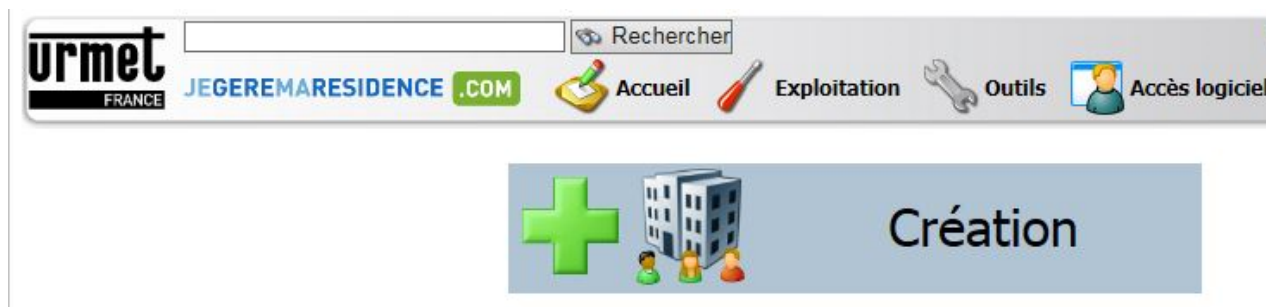 urmet
FRANCE
Rechercher
JEGEREMARESIDENCE .COM
Accueil
Exploitation
Outils
Accès logiciel
Création